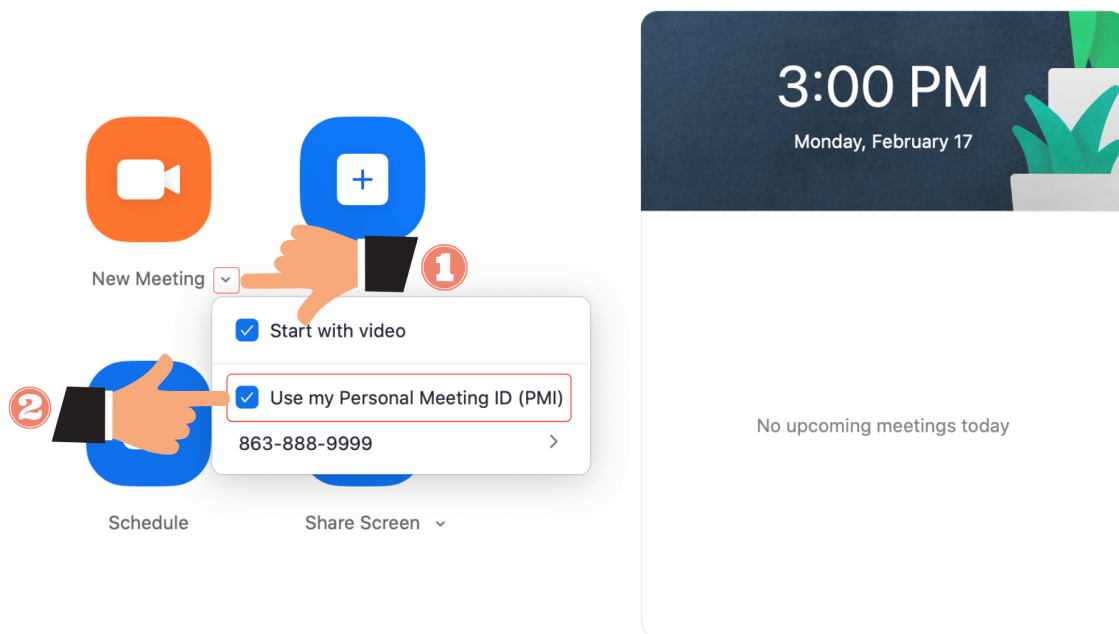 3:00 PM
Monday, February 17
New Meeting
1
Start with video
2
Use my Personal Meeting ID (PMI)
863-888-9999
No upcoming meetings today
Schedule
Share Screen